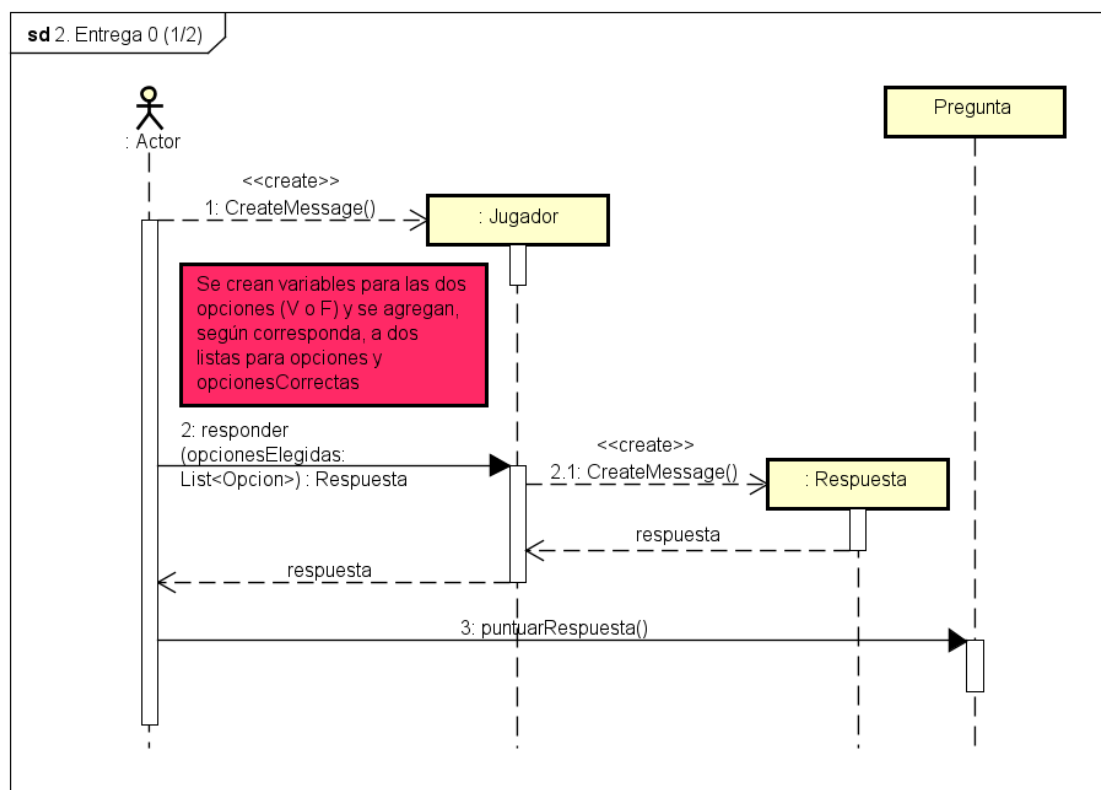 sd 2. Entrega 0 (1/2)
: Actor
Pregunta
<<create>>
1: CreateMessage()
: Jugador
Se crean variables para las dos
opciones (V o F) y se agregan,
según corresponda, a dos
listas para opciones y
opcionesCorrectas
2: responder
(opcionesElegidas:
List<Opcion>) : Respuesta
<<create>>
2.1: CreateMessage()
: Respuesta
respuesta
respuesta
3: puntuarRespuesta()